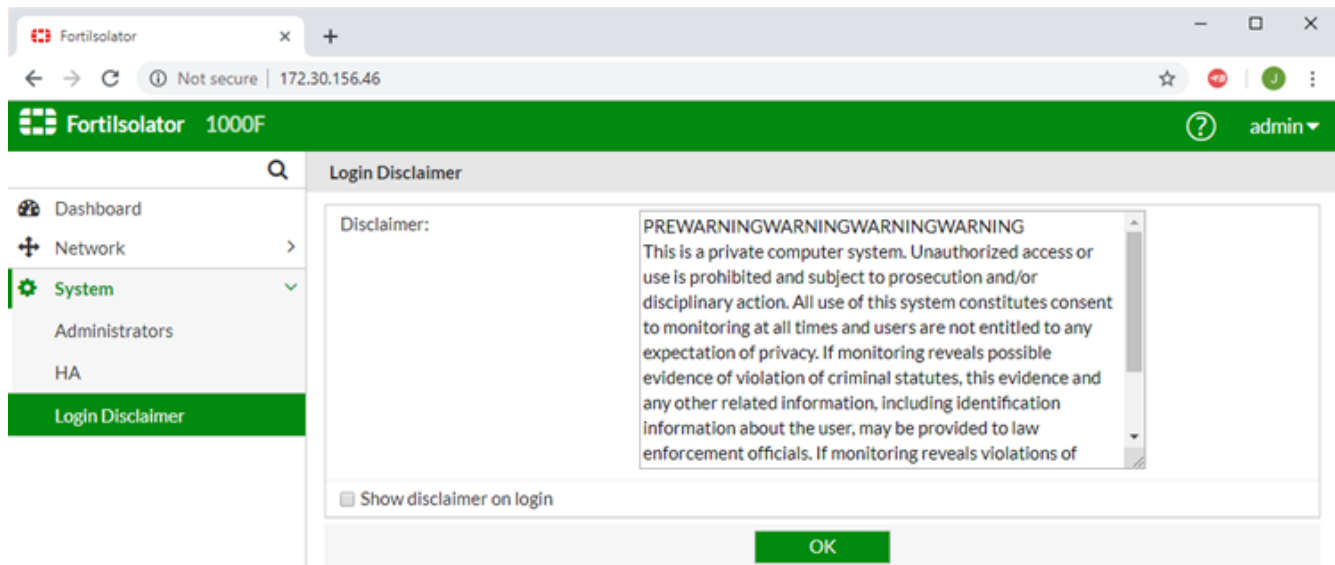 Fortilsolator
Not secure | 172.30.156.46
J
Fortilsolator 1000F
admin
Login Disclaimer
Dashboard
Network
System
Administrators
HA
Login Disclaimer
Disclaimer:
PREWARNINGWARNINGWARNINGWARNING
This is a private computer system. Unauthorized access or
use is prohibited and subject to prosecution and/or
disciplinary action. All use of this system constitutes consent
to monitoring at all times and users are not entitled to any
expectation of privacy. If monitoring reveals possible
evidence of violation of criminal statutes, this evidence and
any other related information, including identification
information about the user, may be provided to law
enforcement officials. If monitoring reveals violations of
Show disclaimer on login
OK